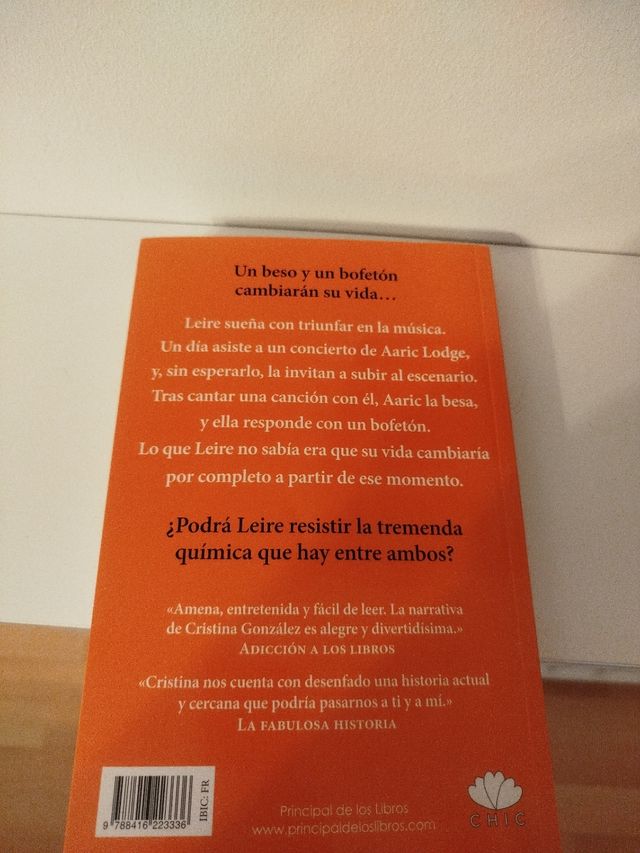 Un beso y un bofetón
cambiarán su vida…
Leire sueña con triunfar en la música.
Un día asiste a un concierto de Aaric Lodge,
y, sin esperarlo, la invitan a subir al escenario.
Tras cantar una canción con él, Aaric la besa,
y ella responde con un bofetón.
Lo que Leire no sabía era que su vida cambiaría
por completo a partir de ese momento.
¿Podrá Leire resistir la tremenda
química que hay entre ambos?
«Amena, entretenida y fácil de leer. La narrativa
de Cristina González es alegre y divertidísima.»
ADICCIÓN A LOS LIBROS
«Cristina nos cuenta con desenfado una historia actual
y cercana que podría pasarnos a ti y a mí.»
LA FABULOSA HISTORIA
9 788416 223336
IBIC: FR
Principal de los Libros
www.principaldeloslibros.com
CHIC